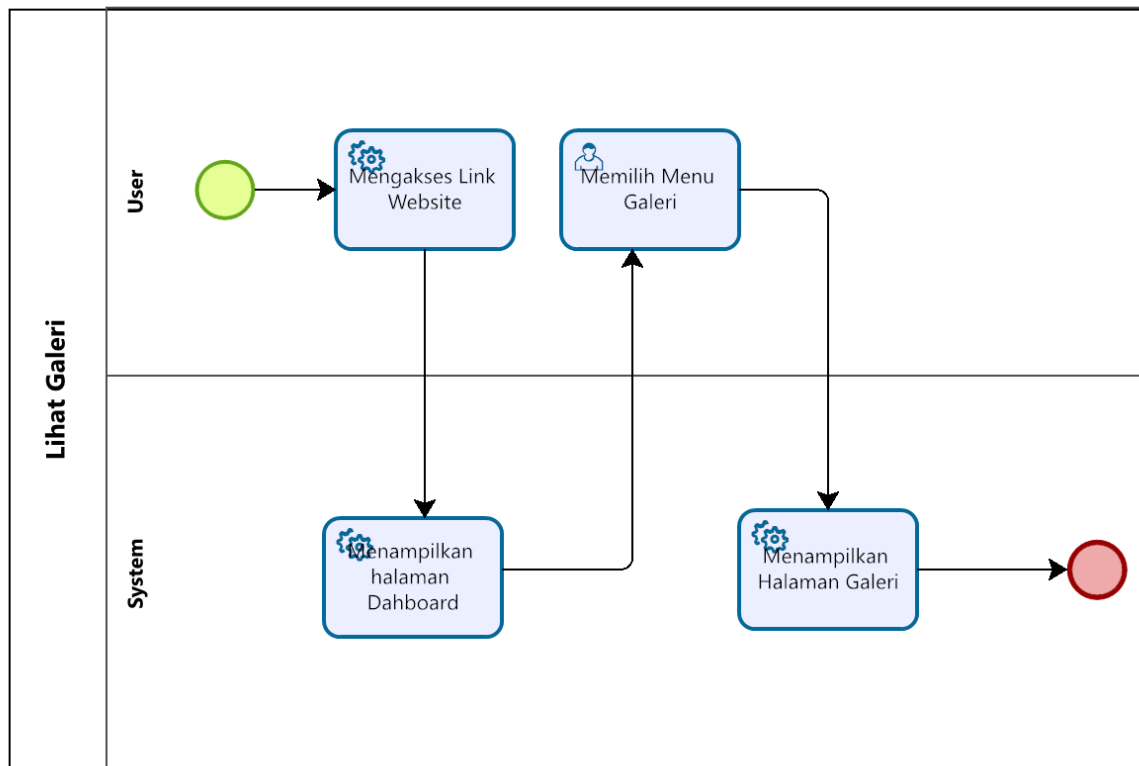 Lihat Galeri
User
Mengakses Link
Website
Memilih Menu
Galeri
System
Menampilkan
halaman
Dahboard
Menampilkan
Halaman Galeri